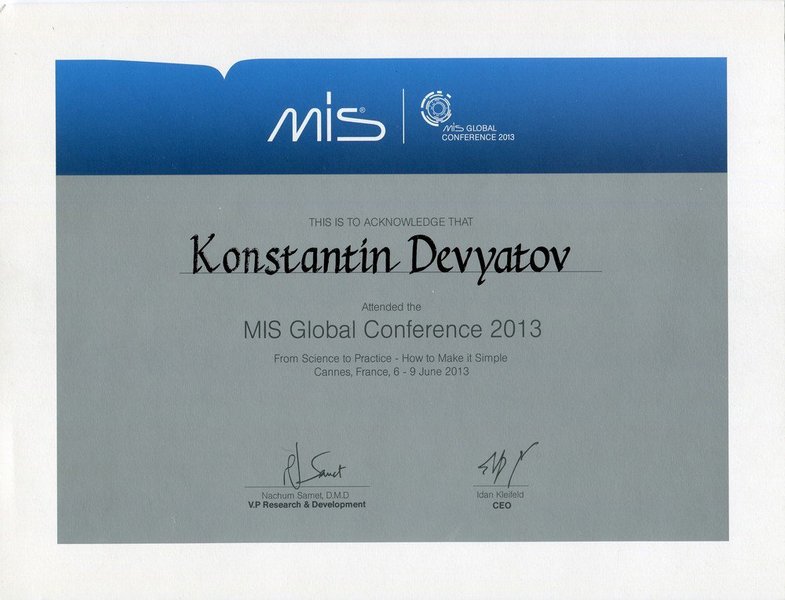 MIS®
MIS GLOBAL
CONFERENCE 2013
THIS IS TO ACKNOWLEDGE THAT
Konstantin Devyatov
Attended the
MIS Global Conference 2013
From Science to Practice - How to Make it Simple
Cannes, France, 6 - 9 June 2013
Nachum Samet, D.M.D
V.P Research & Development
Idan Kleifeld
CEO